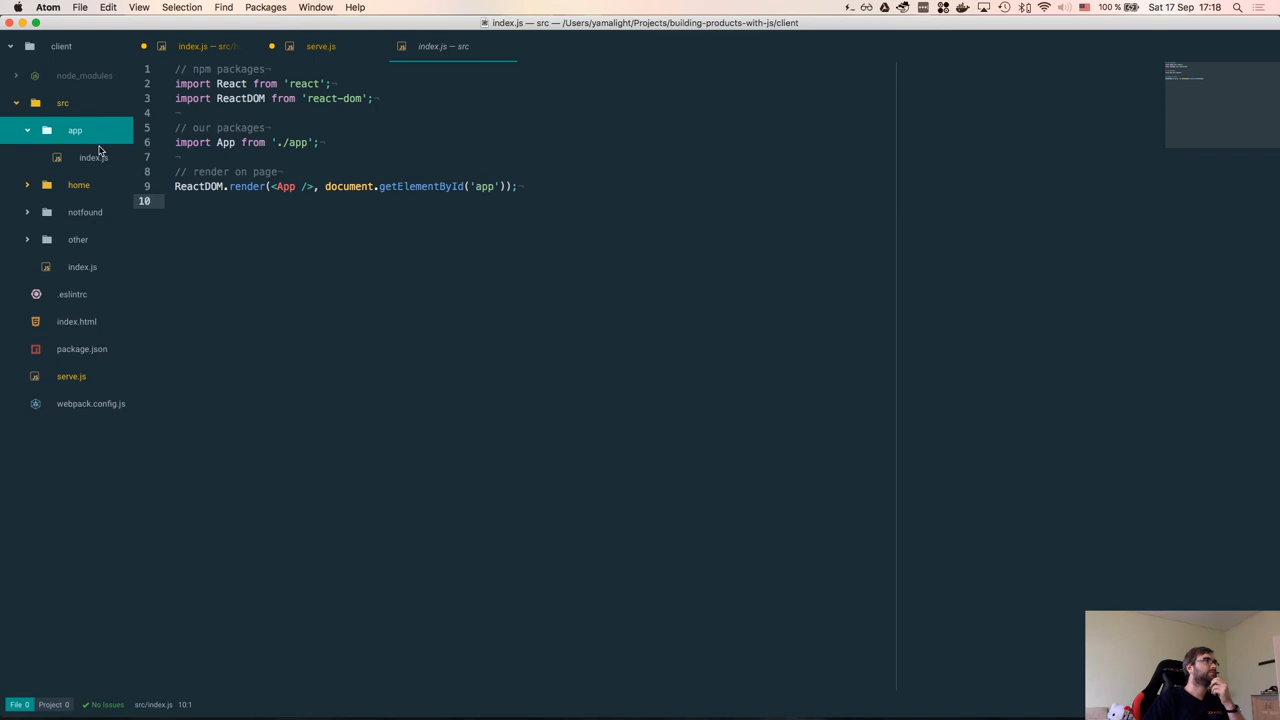 Atom File Edit View Selection Find Packages Window Help
100 % Sat 17 Sep 17:18
index.js — src — /Users/yamalight/Projects/building-products-with-js/client
client
index.js — src/
serve.js
index.js — src
node_modules
src
app
index.js
home
notfound
other
index.js
.eslintrc
index.html
package.json
serve.js
webpack.config.js
1 // npm packages¬
2 import React from 'react';¬
3 import ReactDOM from 'react-dom';¬
4 ¬
5 // our packages¬
6 import App from './app';¬
7 ¬
8 // render on page¬
9 ReactDOM.render(<App />, document.getElementById('app'));¬
10
File 0 Project 0 No Issues src/index.js 10:1